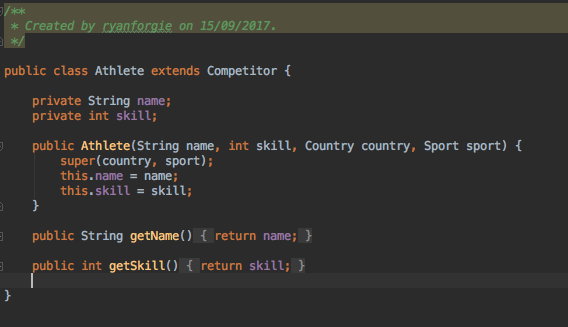 /**
 * Created by ryanforgie on 15/09/2017.
 */
public class Athlete extends Competitor {
    private String name;
    private int skill;
    public Athlete(String name, int skill, Country country, Sport sport) {
        super(country, sport);
        this.name = name;
        this.skill = skill;
    }
    public String getName() { return name; }
    public int getSkill() { return skill; }
}